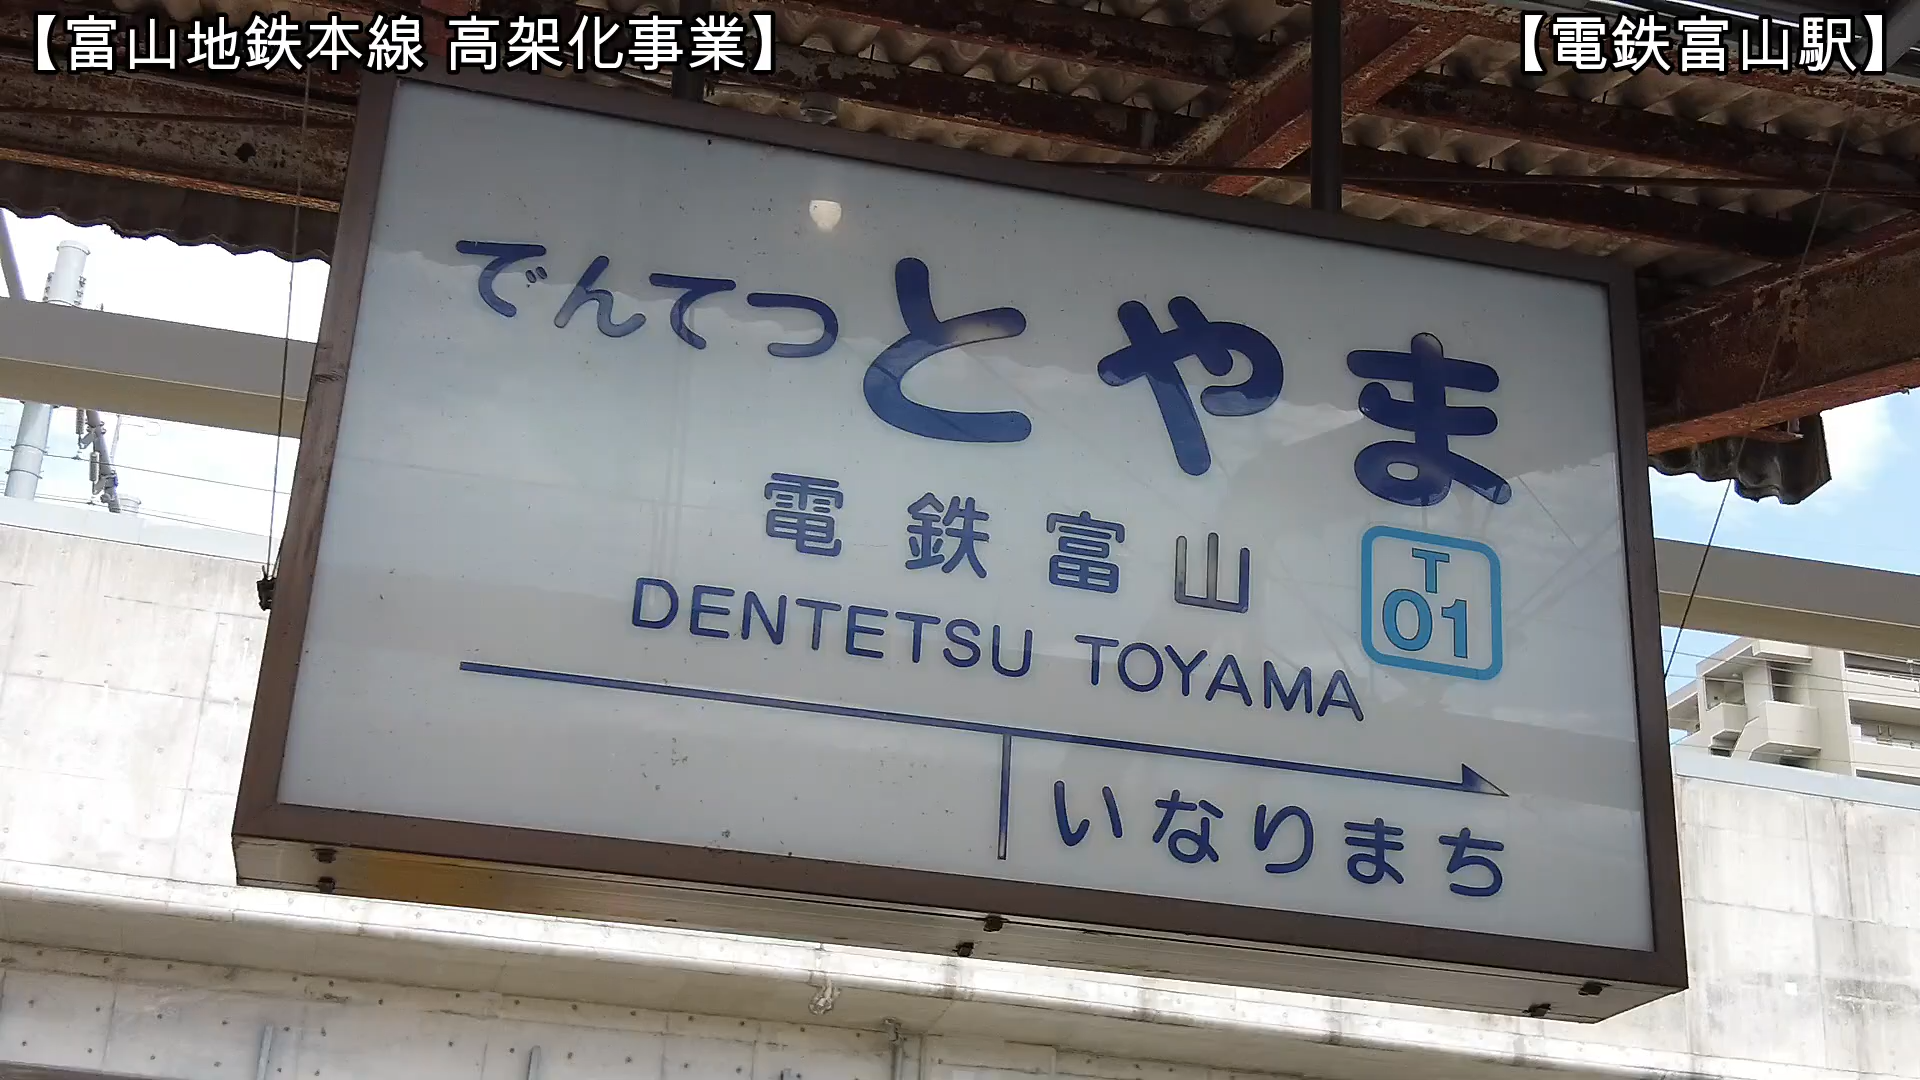 【富山地鉄本線 高架化事業】
【電鉄富山駅】
でんてつとやま
電鉄富山
T
01
DENTETSU TOYAMA
いなりまち